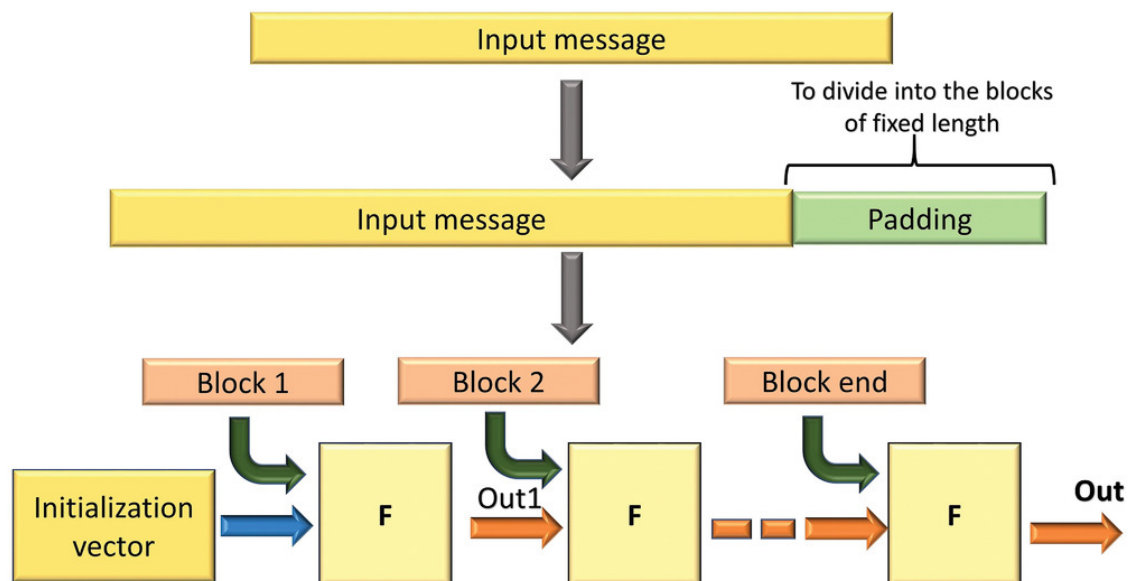 Input message
To divide into the blocks
of fixed length
Input message
Padding
Block 1
Block 2
Block end
Initialization
vector
F
Out1
F
F
Out